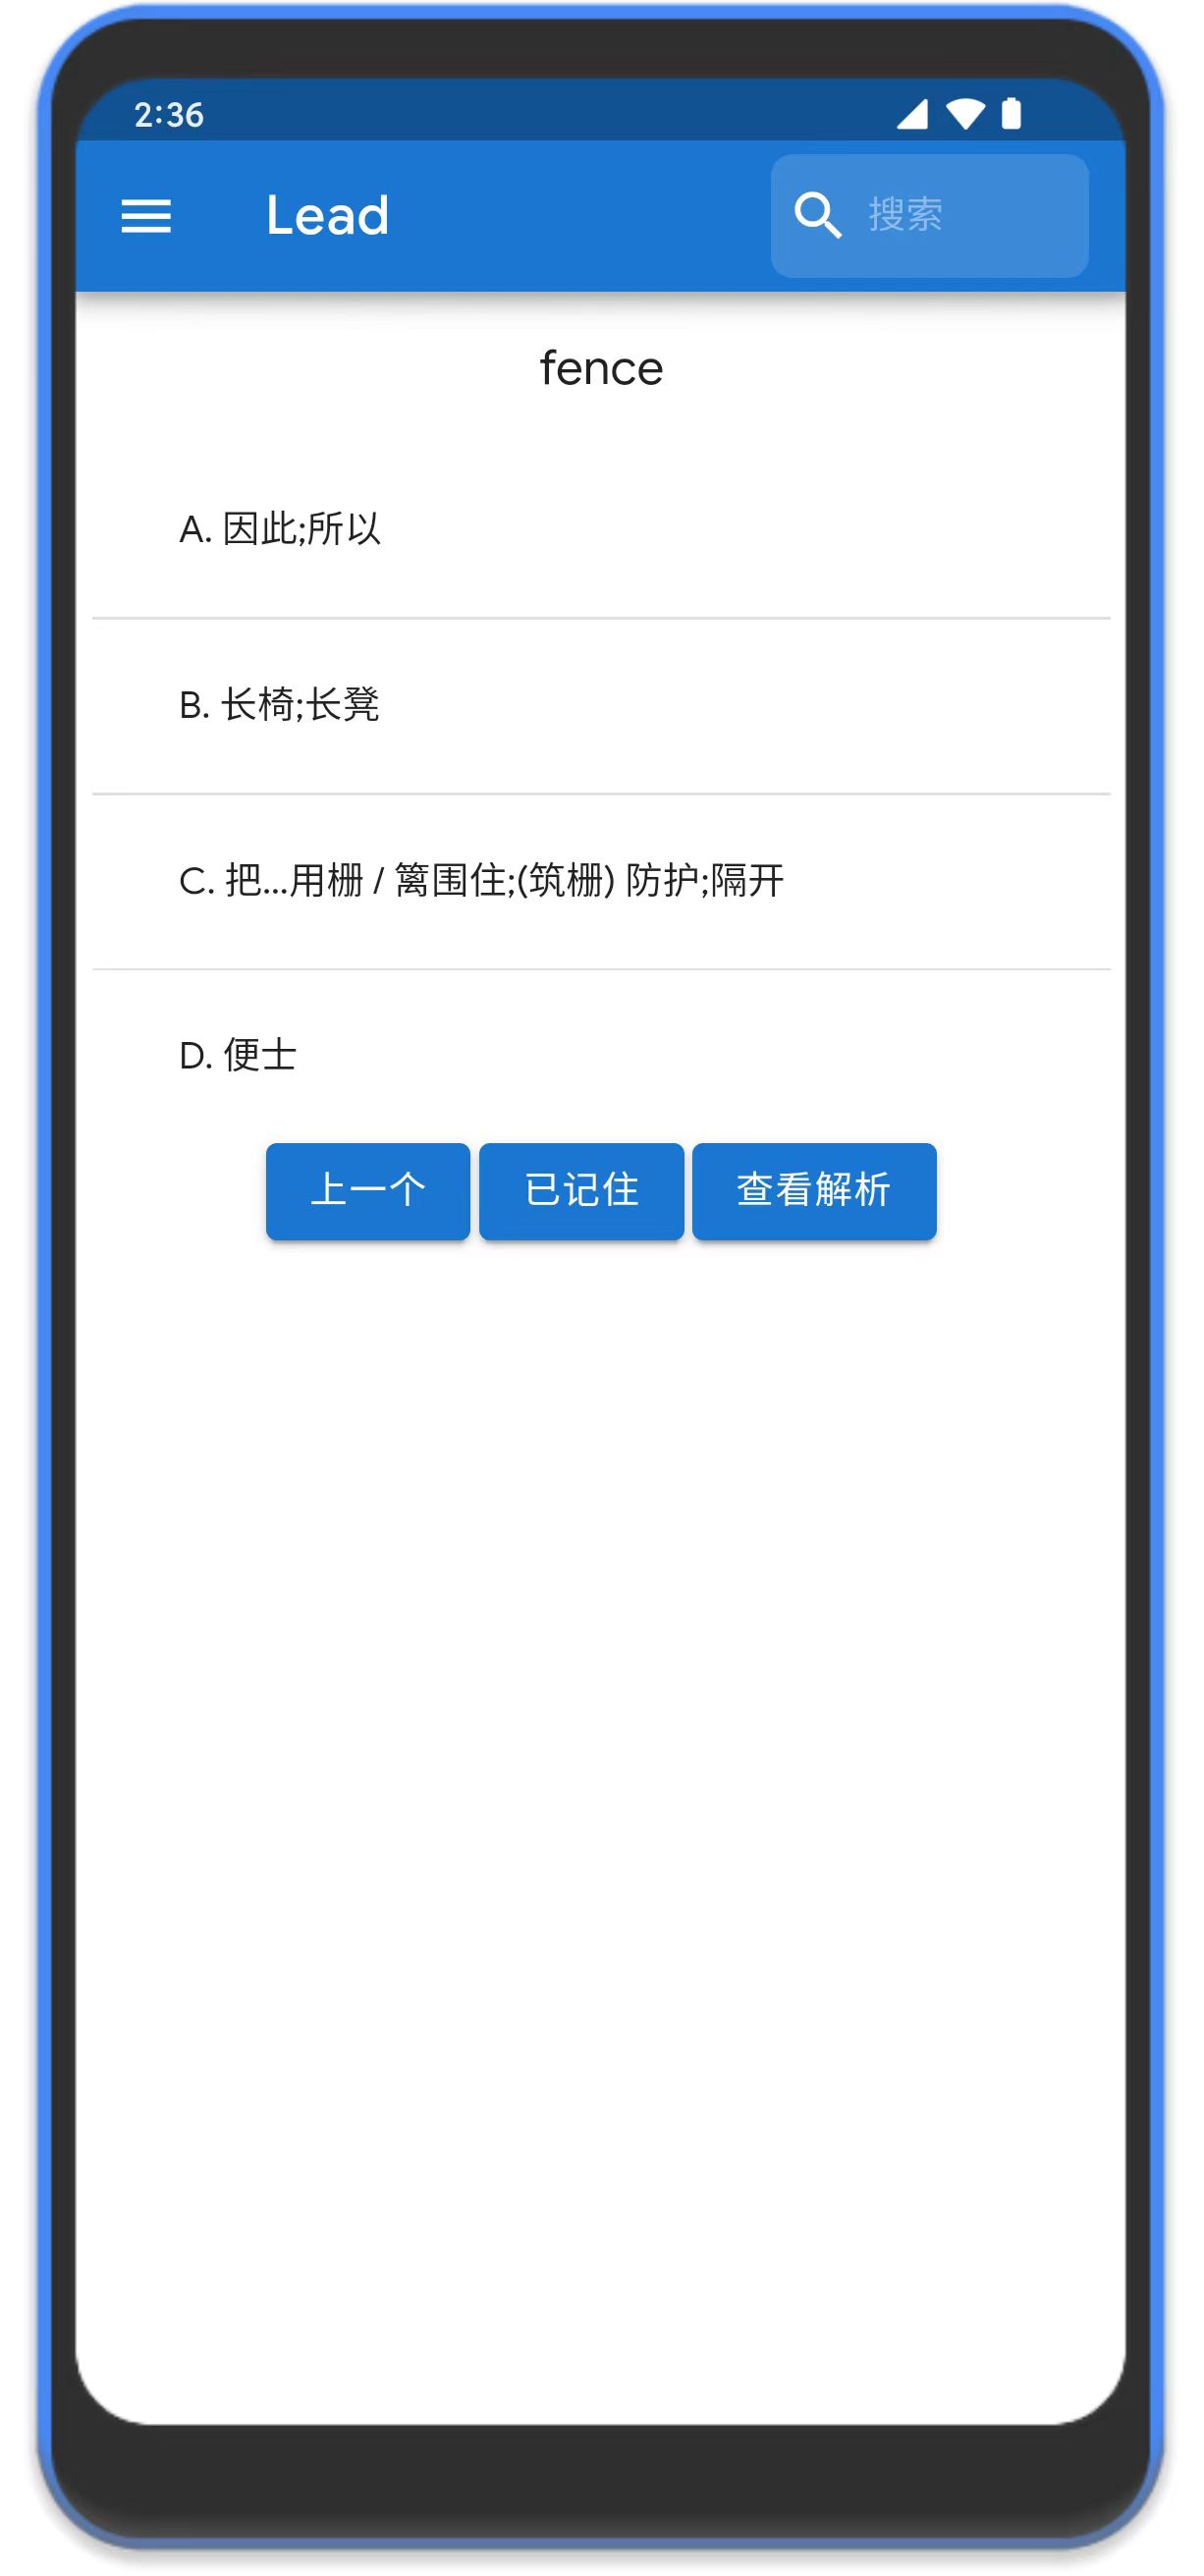 2:36
Lead
搜索
fence
A. 因此;所以
B. 长椅;长凳
C. 把...用栅 / 篱围住;(筑栅) 防护;隔开
D. 便士
上一个 已记住 查看解析